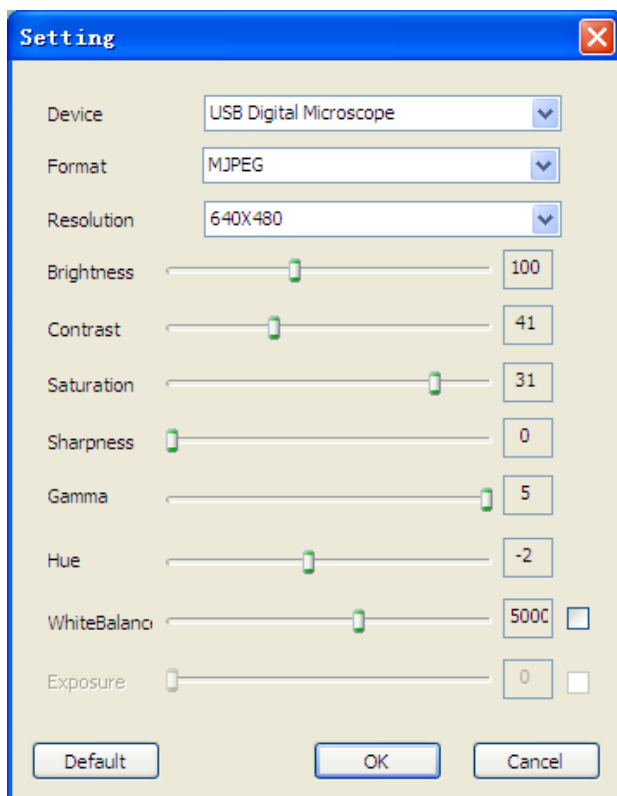 Setting
Device USB Digital Microscope
Format MJPEG
Resolution 640X480
Brightness 100
Contrast 41
Saturation 31
Sharpness 0
Gamma 5
Hue -2
WhiteBalanc 500
Exposure 0
Default OK Cancel